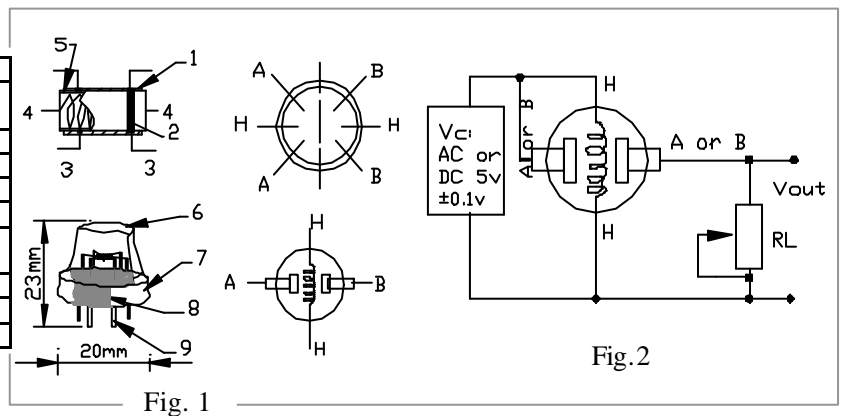 5
1
4
4
2
3
3
A
B
H
H
A
B
6
7
8
9
23mm
20mm
H
A
B
H
Fig. 1
H
Vc:
AC or
DC 5v
±0.1v
A or B
A or B
Vout
RL
H
Fig.2